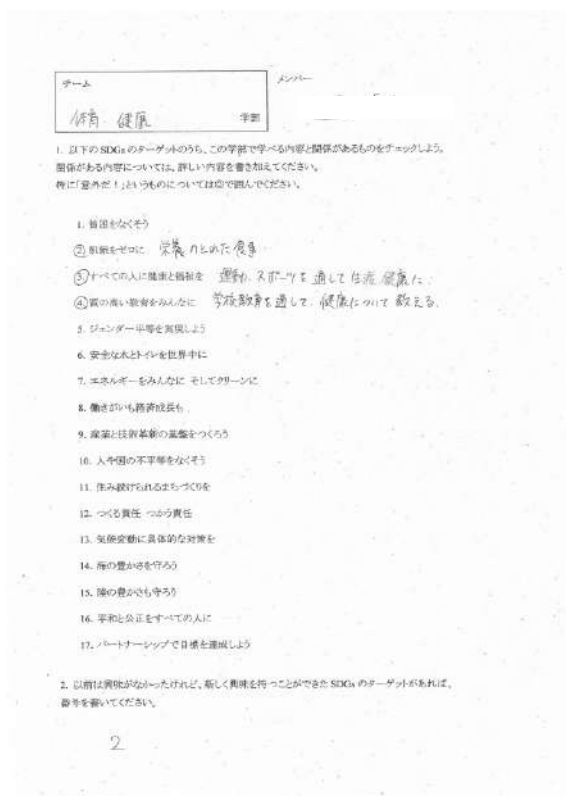 チーム
メンバー
体育・健康 学部
1. 以下のSDGsのターゲットのうち、この学部で学べる内容と関係があるものをチェックしよう。
関係がある内容については、詳しい内容を書き加えてください。
特に「意外だ！」というものについては◎で囲んでください。
1. 貧困をなくそう
② 飢餓をゼロに 栄養のとれた食事
③ すべての人に健康と福祉を 運動、スポーツを通して生涯健康に
④ 質の高い教育をみんなに 学校教育を通して、健康について教える。
5. ジェンダー平等を実現しよう
6. 安全な水とトイレを世界中に
7. エネルギーをみんなに そしてクリーンに
8. 働きがいも経済成長も
9. 産業と技術革新の基盤をつくろう
10. 人や国の不平等をなくそう
11. 住み続けられるまちづくりを
12. つくる責任 つかう責任
13. 気候変動に具体的な対策を
14. 海の豊かさを守ろう
15. 陸の豊かさも守ろう
16. 平和と公正をすべての人に
17. パートナーシップで目標を達成しよう
2. 以前は興味がなかったけれど、新しく興味を持つことができたSDGsのターゲットがあれば、
番号を書いてください。
2